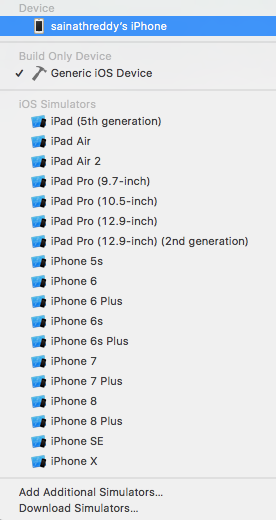 Device
sainathreddy's iPhone
Build Only Device
✓ Generic iOS Device
iOS Simulators
iPad (5th generation)
iPad Air
iPad Air 2
iPad Pro (9.7-inch)
iPad Pro (10.5-inch)
iPad Pro (12.9-inch)
iPad Pro (12.9-inch) (2nd generation)
iPhone 5s
iPhone 6
iPhone 6 Plus
iPhone 6s
iPhone 6s Plus
iPhone 7
iPhone 7 Plus
iPhone 8
iPhone 8 Plus
iPhone SE
iPhone X
Add Additional Simulators...
Download Simulators...